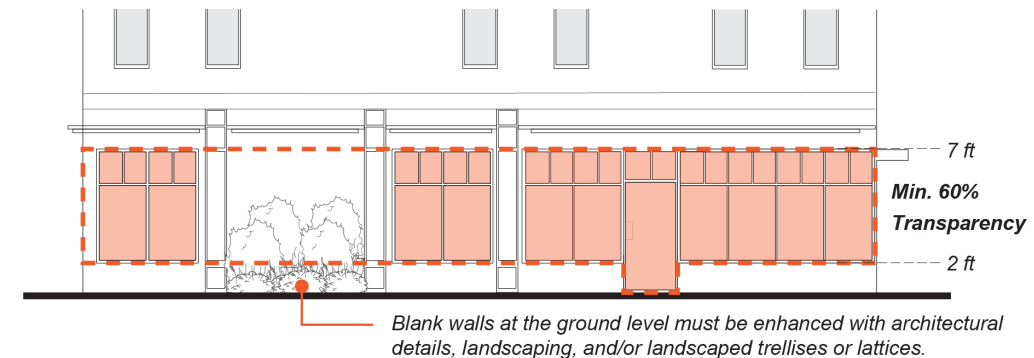 7 ft
Min. 60%
Transparency
2 ft
Blank walls at the ground level must be enhanced with architectural
details, landscaping, and/or landscaped trellises or lattices.